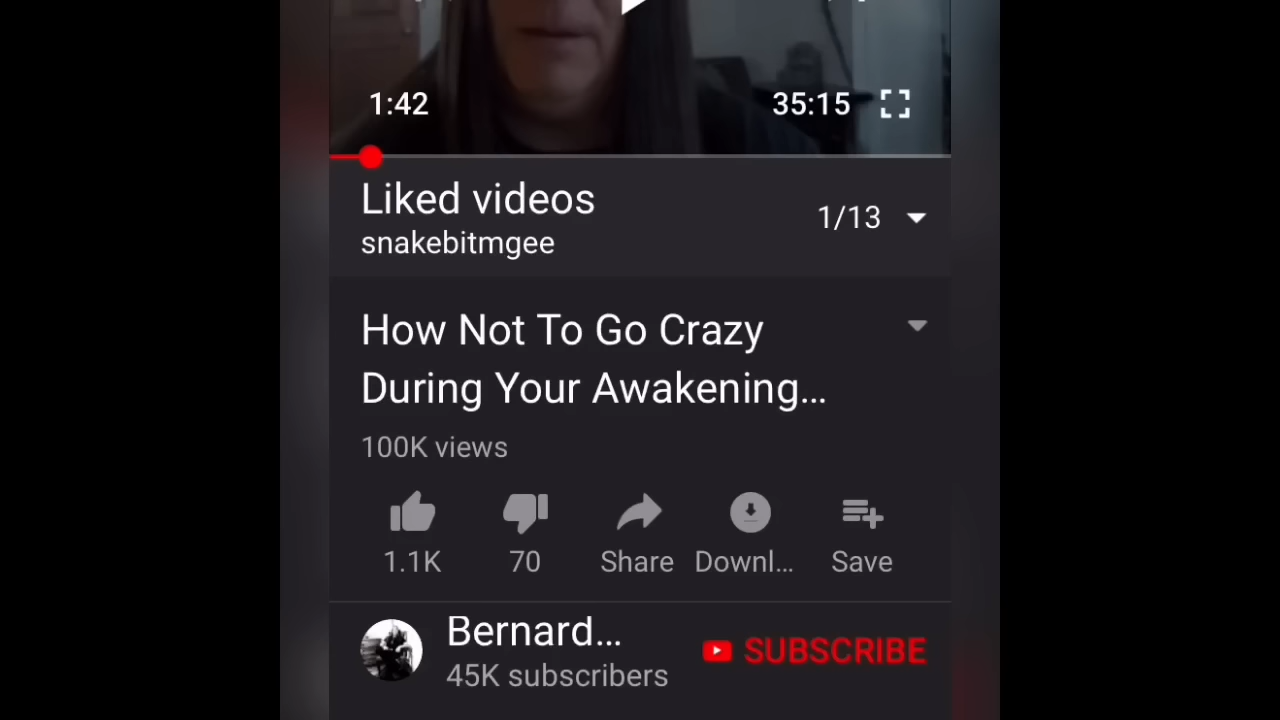 1:42 35:15
Liked videos
snakebitmgee
1/13
How Not To Go Crazy
During Your Awakening...
100K views
1.1K 70 Share Downl... Save
Bernard...
45K subscribers
SUBSCRIBE